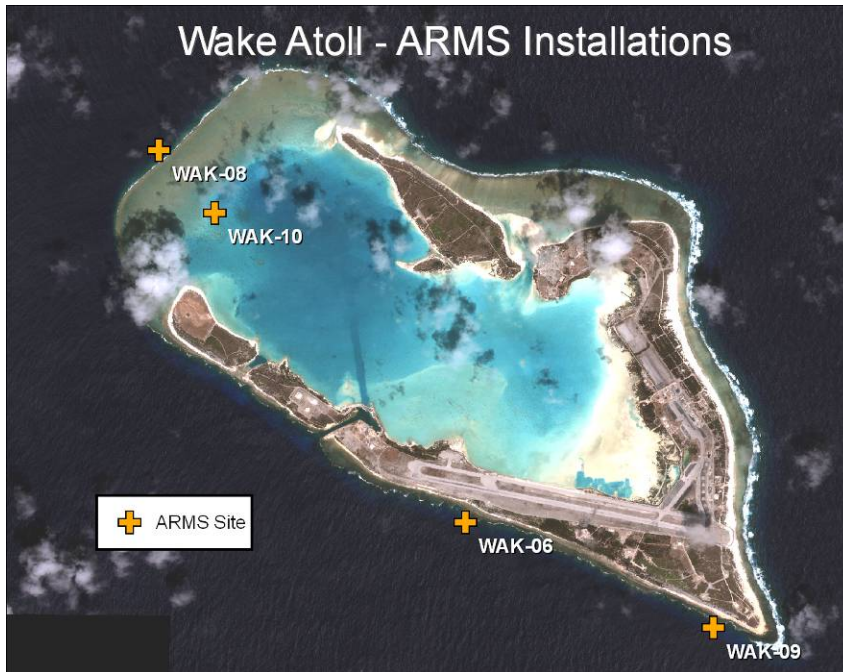 Wake Atoll - ARMS Installations
WAK-08
WAK-10
ARMS Site
WAK-06
WAK-09